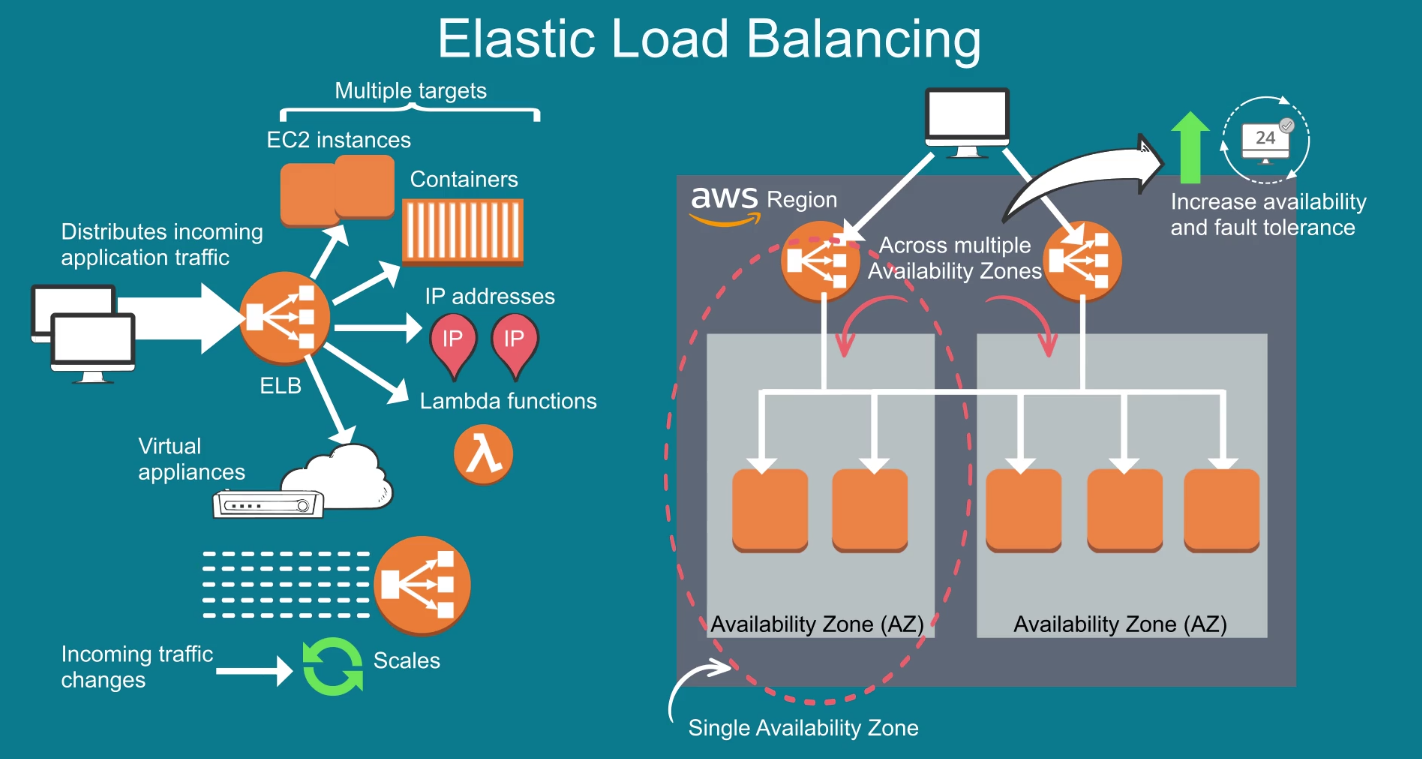 Elastic Load Balancing
Multiple targets
EC2 instances
Containers
Distributes incoming
application traffic
IP addresses
IP
IP
ELB
Lambda functions
λ
Virtual
appliances
Incoming traffic
changes
Scales
aws Region
Across multiple
Availability Zones
24
Increase availability
and fault tolerance
Availability Zone (AZ)
Availability Zone (AZ)
Single Availability Zone